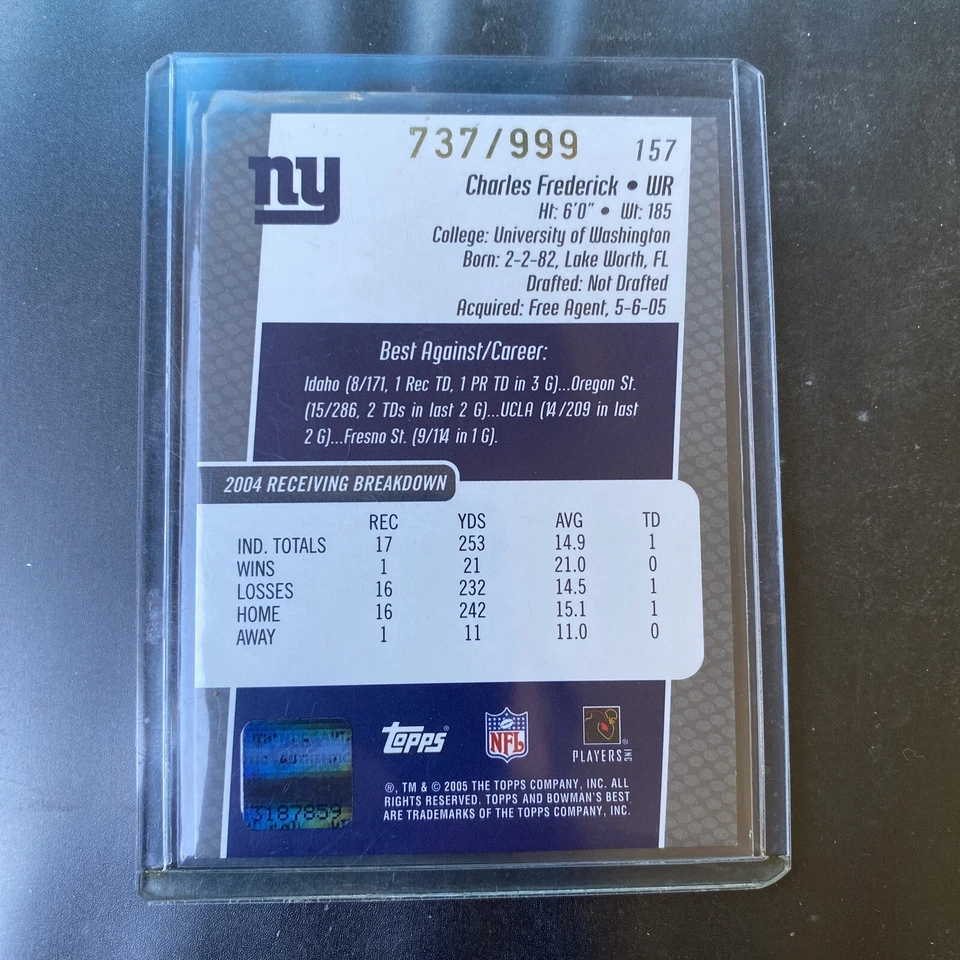 737/999
157
ny
Charles Frederick • WR
Ht: 6'0" • Wt: 185
College: University of Washington
Born: 2-2-82, Lake Worth, FL
Drafted: Not Drafted
Acquired: Free Agent, 5-6-05
Best Against/Career:
Idaho (8/171, 1 Rec TD, 1 PR TD in 3 G)...Oregon St.
(15/286, 2 TDs in last 2 G)...UCLA (14/209 in last
2 G)...Fresno St. (9/114 in 1 G).
2004 RECEIVING BREAKDOWN
REC YDS AVG TD
IND. TOTALS 17 253 14.9 1
WINS 1 21 21.0 0
LOSSES 16 232 14.5 1
HOME 16 242 15.1 1
AWAY 1 11 11.0 0
topps®
NFL
PLAYERS INC ®
®, TM & © 2005 THE TOPPS COMPANY, INC. ALL
RIGHTS RESERVED. TOPPS AND BOWMAN'S BEST
ARE TRADEMARKS OF THE TOPPS COMPANY, INC.